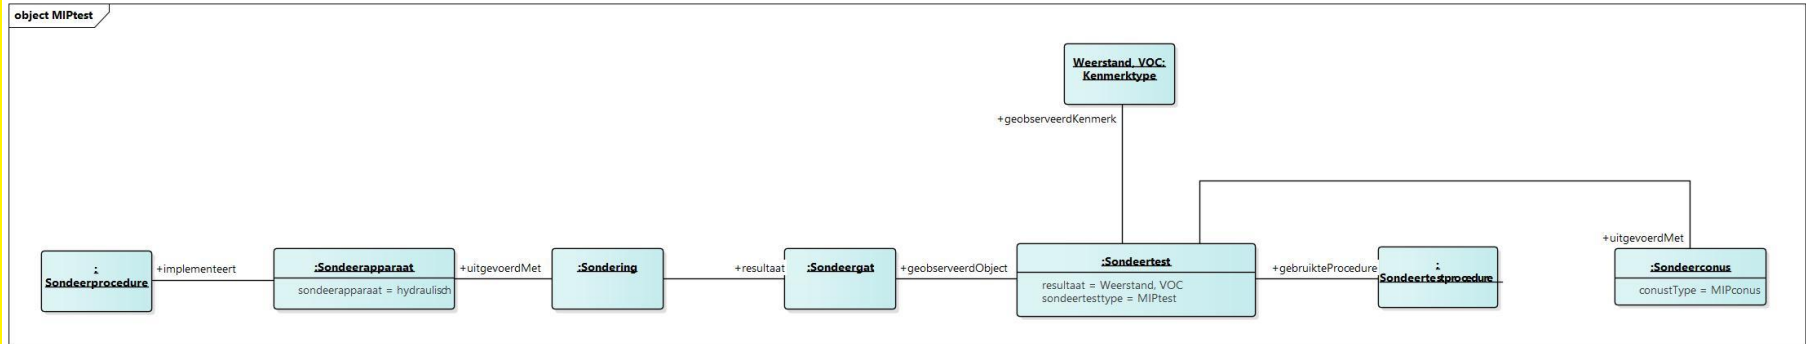 object MIPtest
Weerstand, VOC:
Kenmerktype
+geobserveerdKenmerk
+uitgevoerdMet
:
Sondeerprocedure
+implementeert
:Sondeerapparaat
sondeerapparaat = hydraulisch
+uitgevoerdMet
:Sondering
+resultaat
:Sondeergat
+geobserveerdObject
:Sondeertest
resultaat = Weerstand, VOC
sondeertesttype = MIPtest
+gebruikteProcedure
:
Sondeertestprocedure
:Sondeerconus
conustType = MIPconus